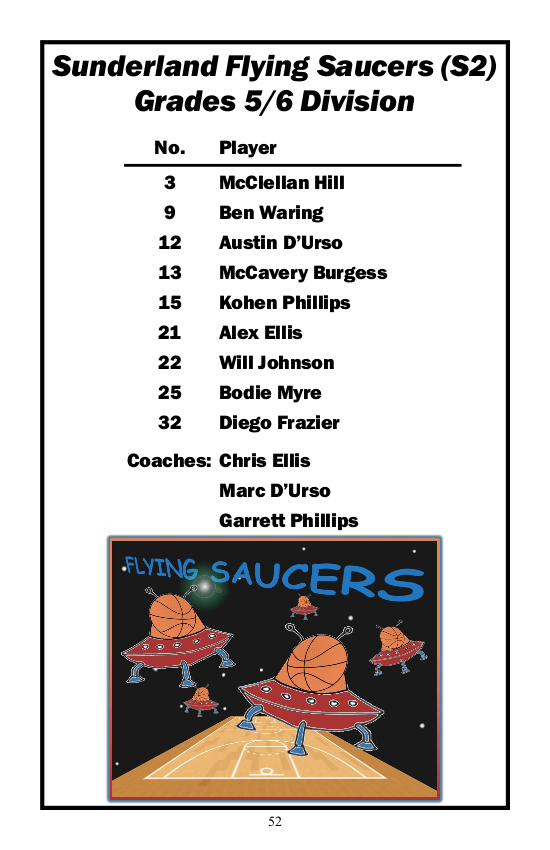 Sunderland Flying Saucers (S2)
Grades 5/6 Division
No. Player
3 McClellan Hill
9 Ben Waring
12 Austin D’Urso
13 McCavery Burgess
15 Kohen Phillips
21 Alex Ellis
22 Will Johnson
25 Bodie Myre
32 Diego Frazier
Coaches: Chris Ellis
Marc D’Urso
Garrett Phillips
FLYING SAUCERS
52